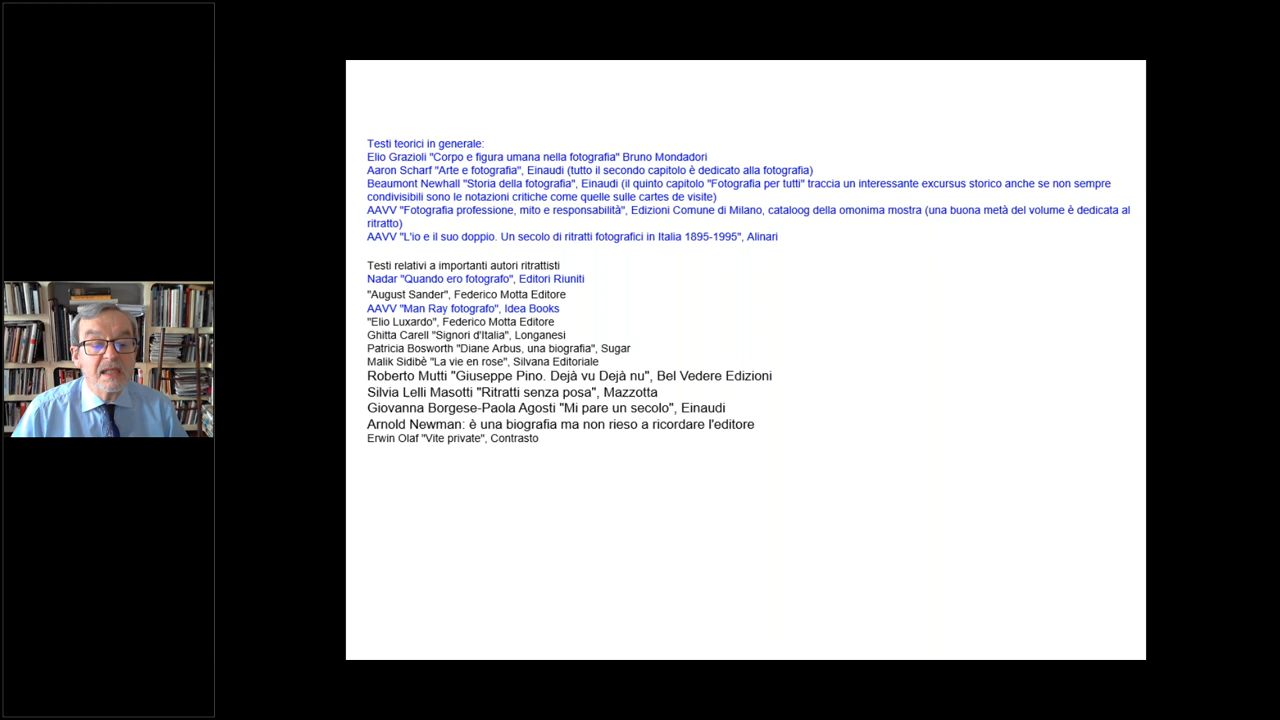 Testi teorici in generale:
Elio Grazioli "Corpo e figura umana nella fotografia" Bruno Mondadori
Aaron Scharf "Arte e fotografia", Einaudi (tutto il secondo capitolo è dedicato alla fotografia)
Beaumont Newhall "Storia della fotografia", Einaudi (il quinto capitolo "Fotografia per tutti" traccia un interessante excursus storico anche se non sempre
condivisibili sono le notazioni critiche come quelle sulle cartes de visite)
AAVV "Fotografia professione, mito e responsabilità", Edizioni Comune di Milano, cataloog della omonima mostra (una buona metà del volume è dedicata al
ritratto)
AAVV "L'io e il suo doppio. Un secolo di ritratti fotografici in Italia 1895-1995", Alinari
Testi relativi a importanti autori ritrattisti
Nadar "Quando ero fotografo", Editori Riuniti
"August Sander", Federico Motta Editore
AAVV "Man Ray fotografo", Idea Books
"Elio Luxardo", Federico Motta Editore
Ghitta Carell "Signori d'Italia", Longanesi
Patricia Bosworth "Diane Arbus, una biografia", Sugar
Malik Sidibè "La vie en rose", Silvana Editoriale
Roberto Mutti "Giuseppe Pino. Dejà vu Dejà nu", Bel Vedere Edizioni
Silvia Lelli Masotti "Ritratti senza posa", Mazzotta
Giovanna Borgese-Paola Agosti "Mi pare un secolo", Einaudi
Arnold Newman: è una biografia ma non rieso a ricordare l'editore
Erwin Olaf "Vite private", Contrasto